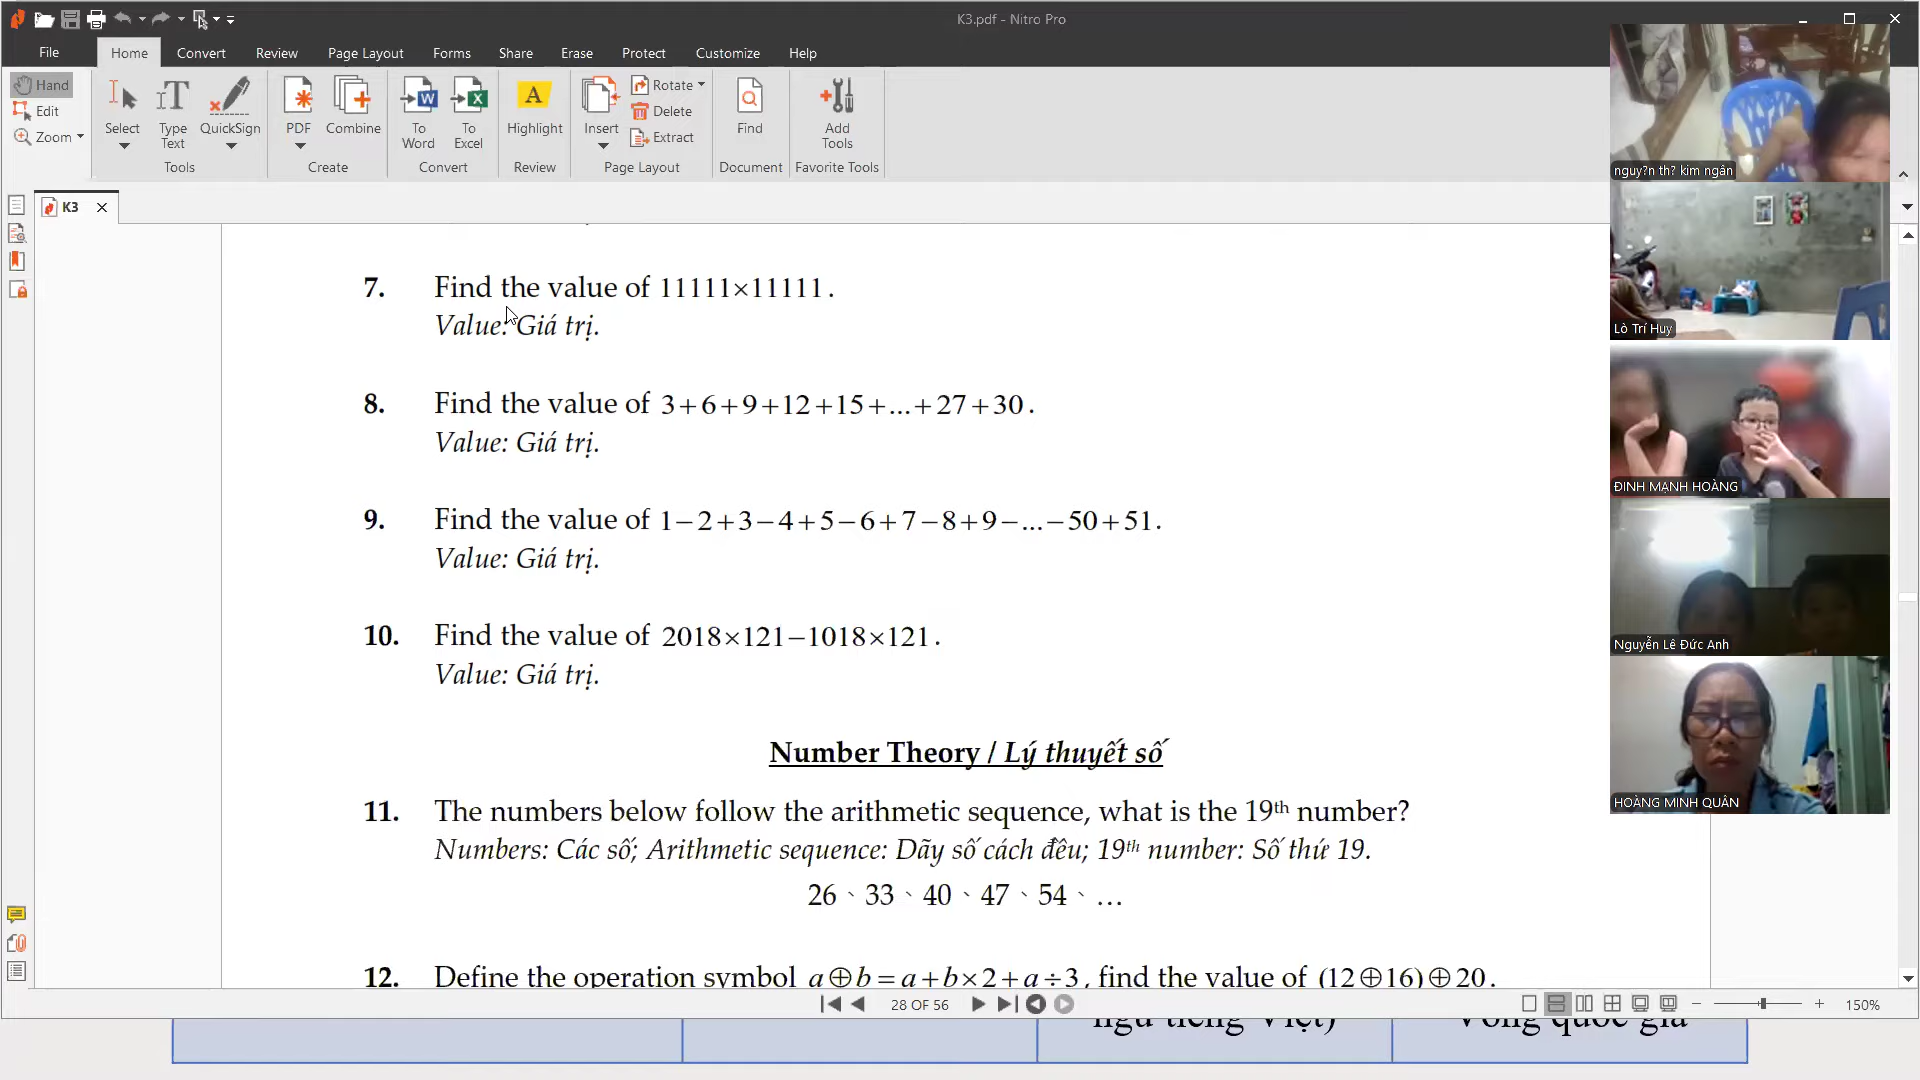 K3.pdf - Nitro Pro
File Home Convert Review Page Layout Forms Share Erase Protect Customize Help
Hand
Edit
Zoom
Select
Type Text
QuickSign
Tools
PDF
Combine
Create
To Word
To Excel
Convert
Highlight
Review
Insert
Rotate
Delete
Extract
Page Layout
Find
Document
Add Tools
Favorite Tools
K3
7. Find the value of 11111×11111.
Value: Giá trị.
8. Find the value of 3+6+9+12+15+...+27+30.
Value: Giá trị.
9. Find the value of 1−2+3−4+5−6+7−8+9−...−50+51.
Value: Giá trị.
10. Find the value of 2018×121−1018×121.
Value: Giá trị.
Number Theory / Lý thuyết số
11. The numbers below follow the arithmetic sequence, what is the 19th number?
Numbers: Các số; Arithmetic sequence: Dãy số cách đều; 19th number: Số thứ 19.
26、33、40、47、54、…
12. Define the operation symbol a⊕b=a+b×2+a÷3, find the value of (12⊕16)⊕20.
28 OF 56
150%
ngữ tiếng Việt) Vòng quốc gia
nguy?n th? kim ngân
Lò Trí Huy
ĐINH MẠNH HOÀNG
Nguyễn Lê Đức Anh
HOÀNG MINH QUÂN